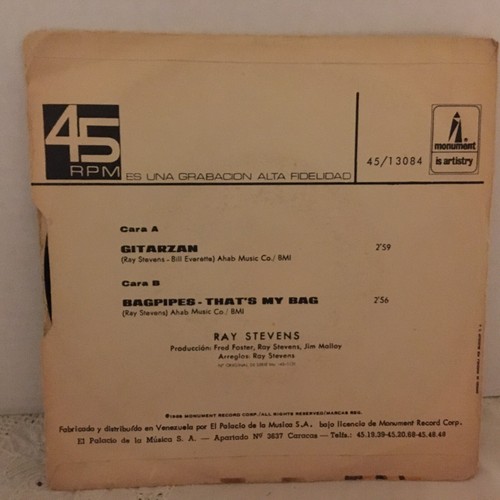 45
RPM
ES UNA GRABACION ALTA FIDELIDAD
45/13084
monument
is artistry
Cara A
GITARZAN 2'59
(Ray Stevens - Bill Everette) Ahab Music Co./ BMI
Cara B
BAGPIPES - THAT'S MY BAG 2'56
(Ray Stevens) Ahab Music Co./ BMI
RAY STEVENS
Producción: Fred Foster, Ray Stevens, Jim Malloy
Arreglos: Ray Stevens
©1968 MONUMENT RECORD CORP./ALL RIGHTS RESERVED/MARCAS REG.
Fabricado y distribuído en Venezuela por El Palacio de la Musica S.A. bajo licencia de Monument Record Corp.
El Palacio de la Música S. A. — Apartado Nº 3637 Caracas — Telfs.: 45.19.39-45.20.88-45.48.48